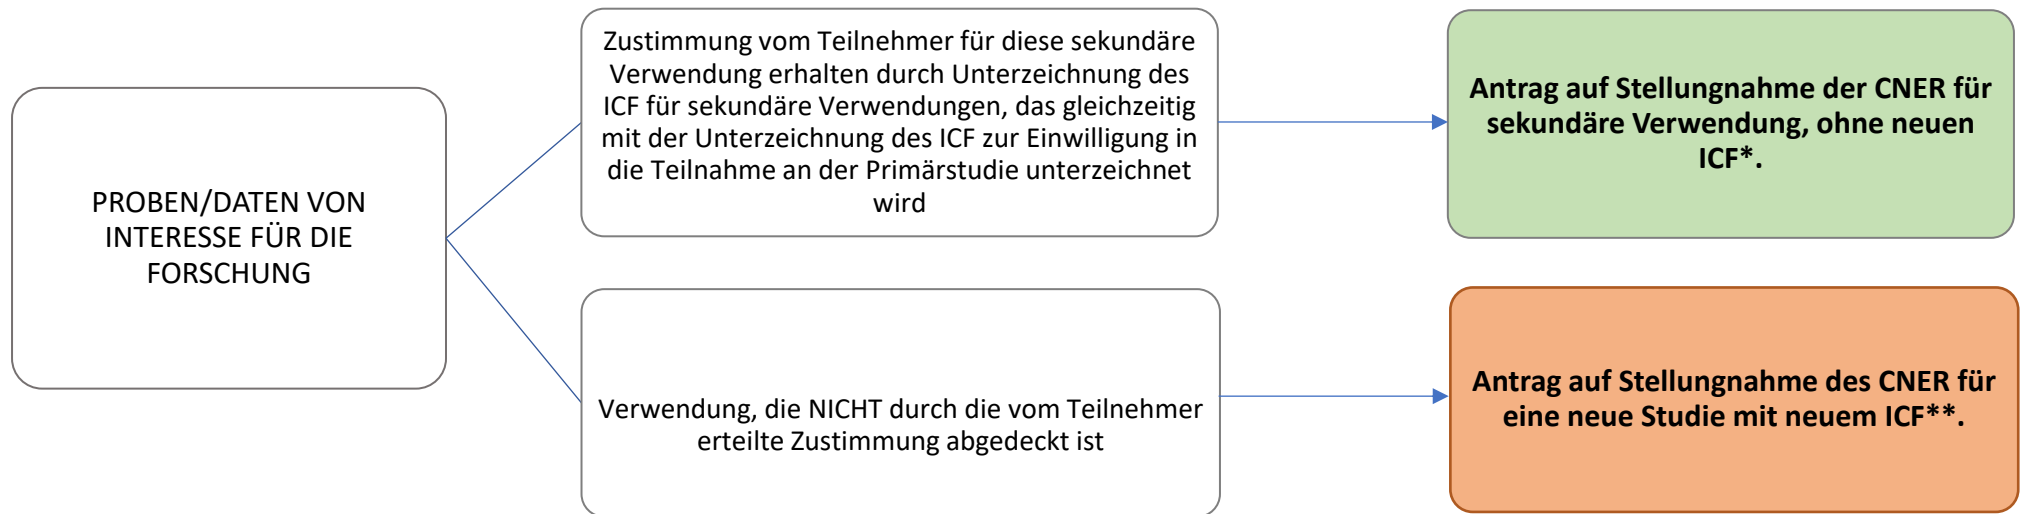 PROBEN/DATEN VON
INTERESSE FÜR DIE
FORSCHUNG
Zustimmung vom Teilnehmer für diese sekundäre
Verwendung erhalten durch Unterzeichnung des
ICF für sekundäre Verwendungen, das gleichzeitig
mit der Unterzeichnung des ICF zur Einwilligung in
die Teilnahme an der Primärstudie unterzeichnet
wird
Antrag auf Stellungnahme der CNER für
sekundäre Verwendung, ohne neuen
ICF*.
Verwendung, die NICHT durch die vom Teilnehmer
erteilte Zustimmung abgedeckt ist
Antrag auf Stellungnahme des CNER für
eine neue Studie mit neuem ICF**.